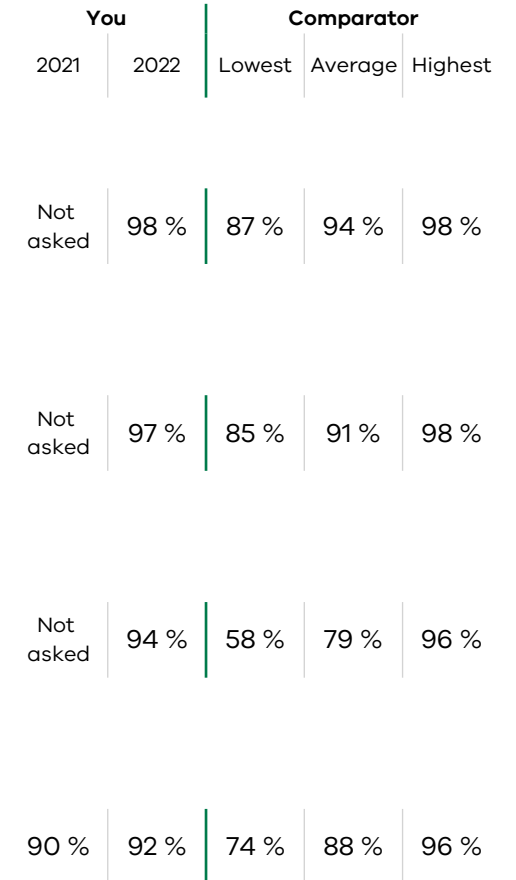 You Comparator
2021 2022 Lowest Average Highest
Not
asked 98 % 87 % 94 % 98 %
Not
asked 97 % 85 % 91 % 98 %
Not
asked 94 % 58 % 79 % 96 %
90 % 92 % 74 % 88 % 96 %